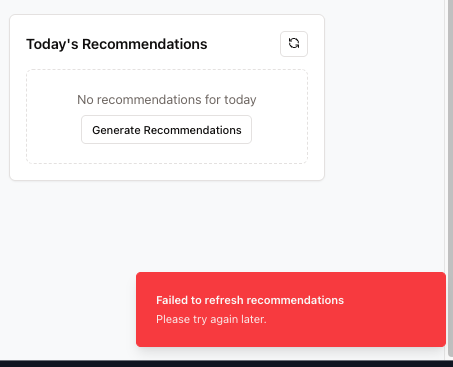 Today's Recommendations
No recommendations for today
Generate Recommendations
Failed to refresh recommendations
Please try again later.